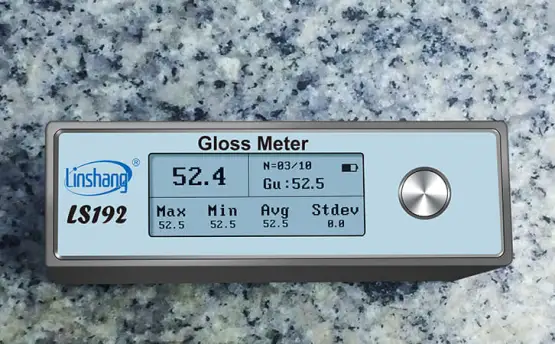 Gloss Meter
Linshang®
LS192
52.4
N=03/10
Gu:52.5
Max Min Avg Stdev
52.5 52.5 52.5 0.0